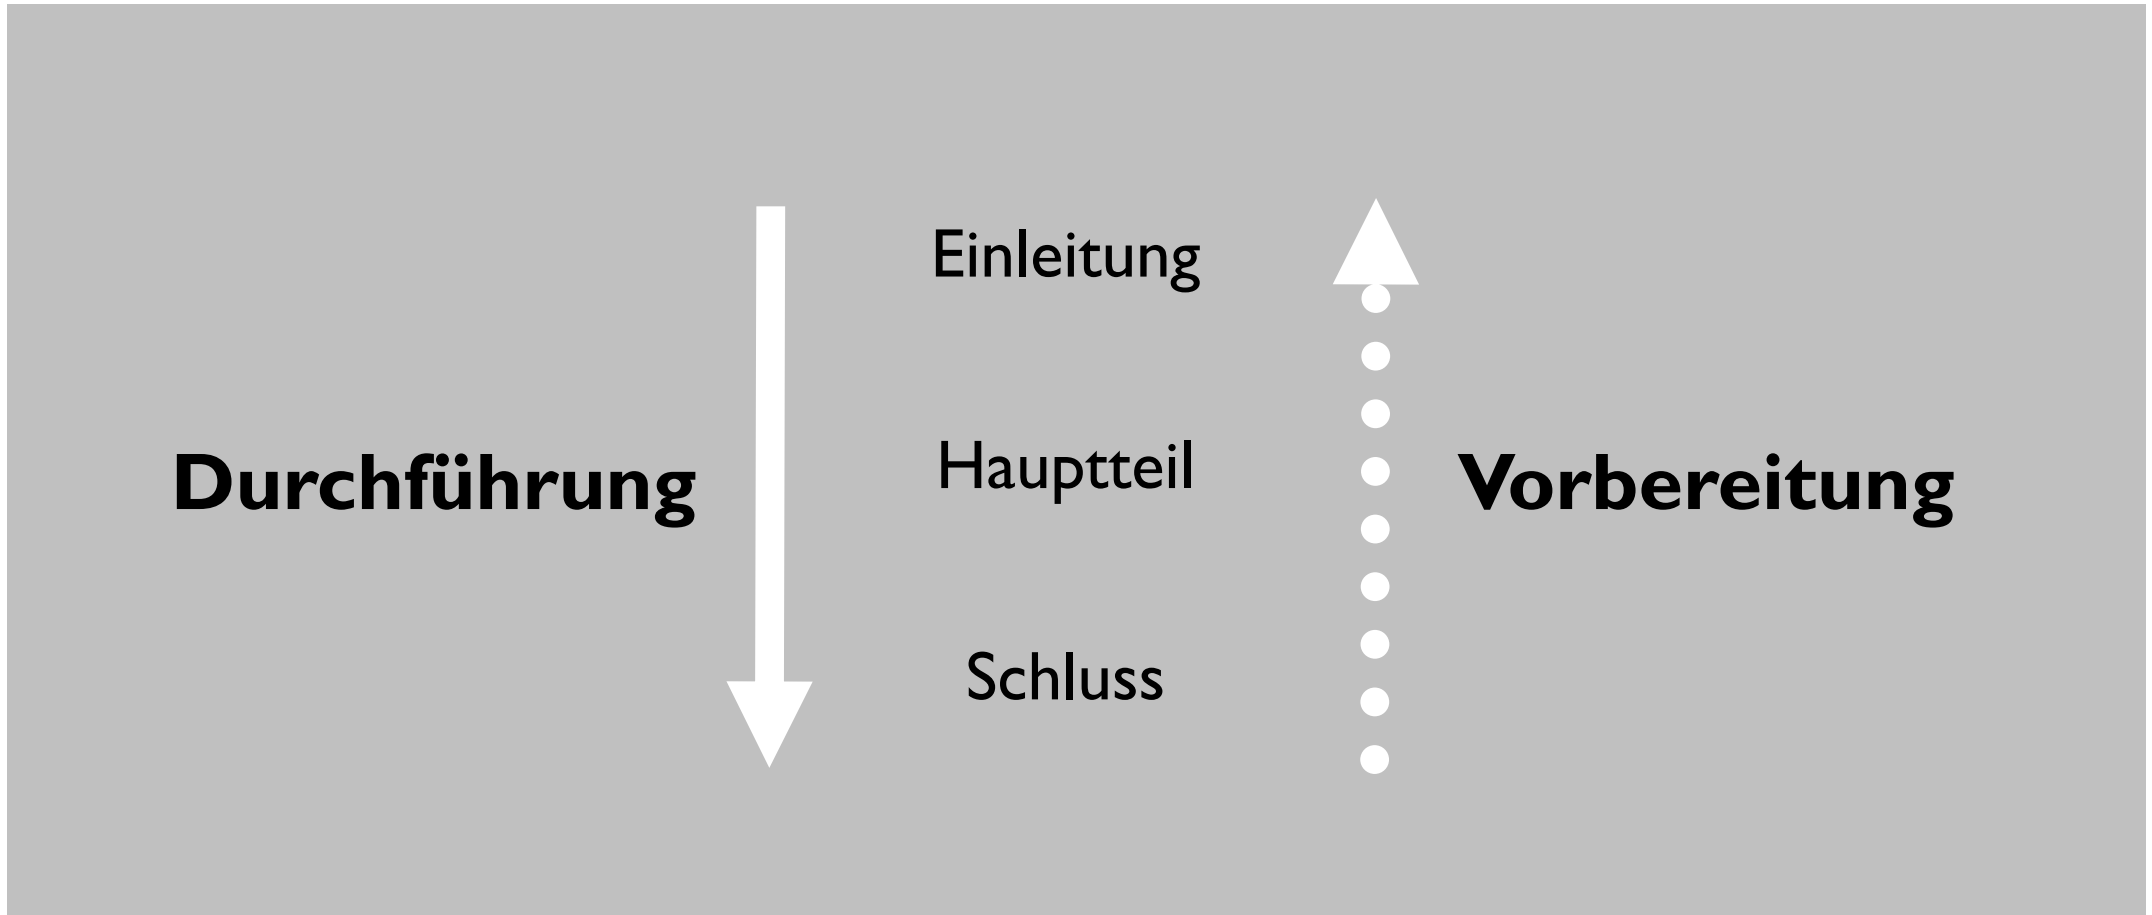 Einleitung
Durchführung
Hauptteil
Vorbereitung
Schluss